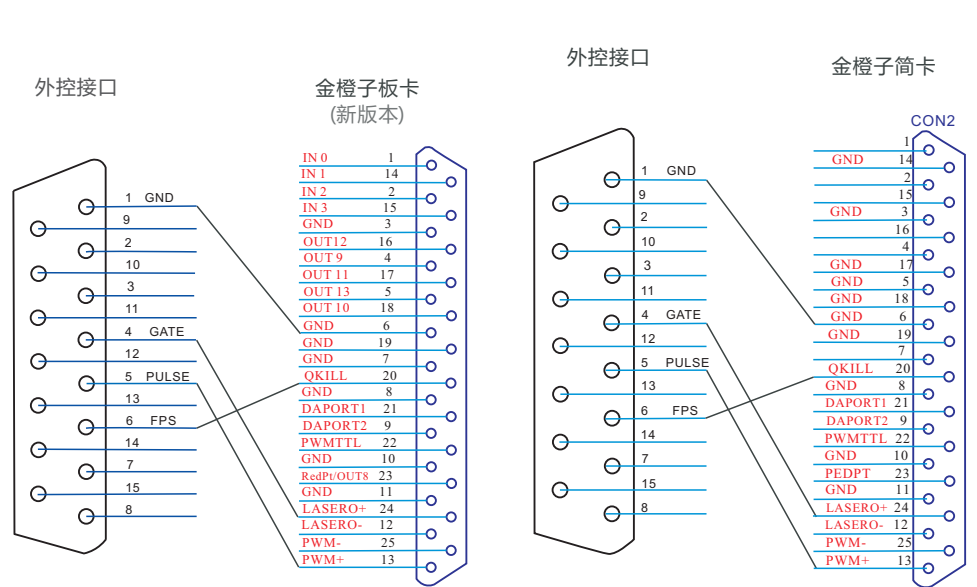 外控接口
金橙子板卡
(新版本)
1 GND
9
2
10
3
11
4 GATE
12
5 PULSE
13
6 FPS
14
7
15
8
IN 0 1
IN 1 14
IN 2 2
IN 3 15
GND 3
OUT12 16
OUT 9 4
OUT 11 17
OUT 13 5
OUT 10 18
GND 6
GND 19
GND 7
QKILL 20
GND 8
DAPORT1 21
DAPORT2 9
PWMTTL 22
GND 10
RedPt/OUT8 23
GND 11
LASERO+ 24
LASERO- 12
PWM- 25
PWM+ 13
外控接口
金橙子简卡
CON2
1 GND
9
2
10
3
11
4 GATE
12
5 PULSE
13
6 FPS
14
7
15
8
1
GND 14
2
15
GND 3
16
4
GND 17
GND 5
GND 18
GND 6
GND 19
7
QKILL 20
GND 8
DAPORT1 21
DAPORT2 9
PWMTTL 22
GND 10
PEDPT 23
GND 11
LASERO+ 24
LASERO- 12
PWM- 25
PWM+ 13